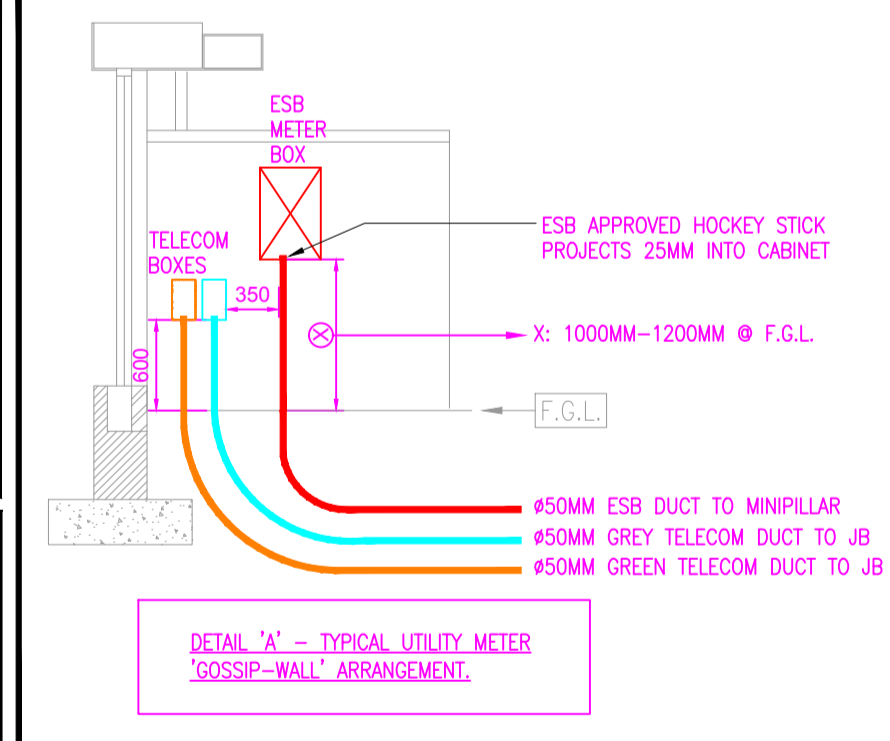 ESB
METER
BOX
TELECOM
BOXES
350
600
X
ESB APPROVED HOCKEY STICK
PROJECTS 25MM INTO CABINET
X: 1000MM-1200MM @ F.G.L.
F.G.L.
ø50MM ESB DUCT TO MINIPILLAR
ø50MM GREY TELECOM DUCT TO JB
ø50MM GREEN TELECOM DUCT TO JB
DETAIL 'A' - TYPICAL UTILITY METER
'GOSSIP-WALL' ARRANGEMENT.